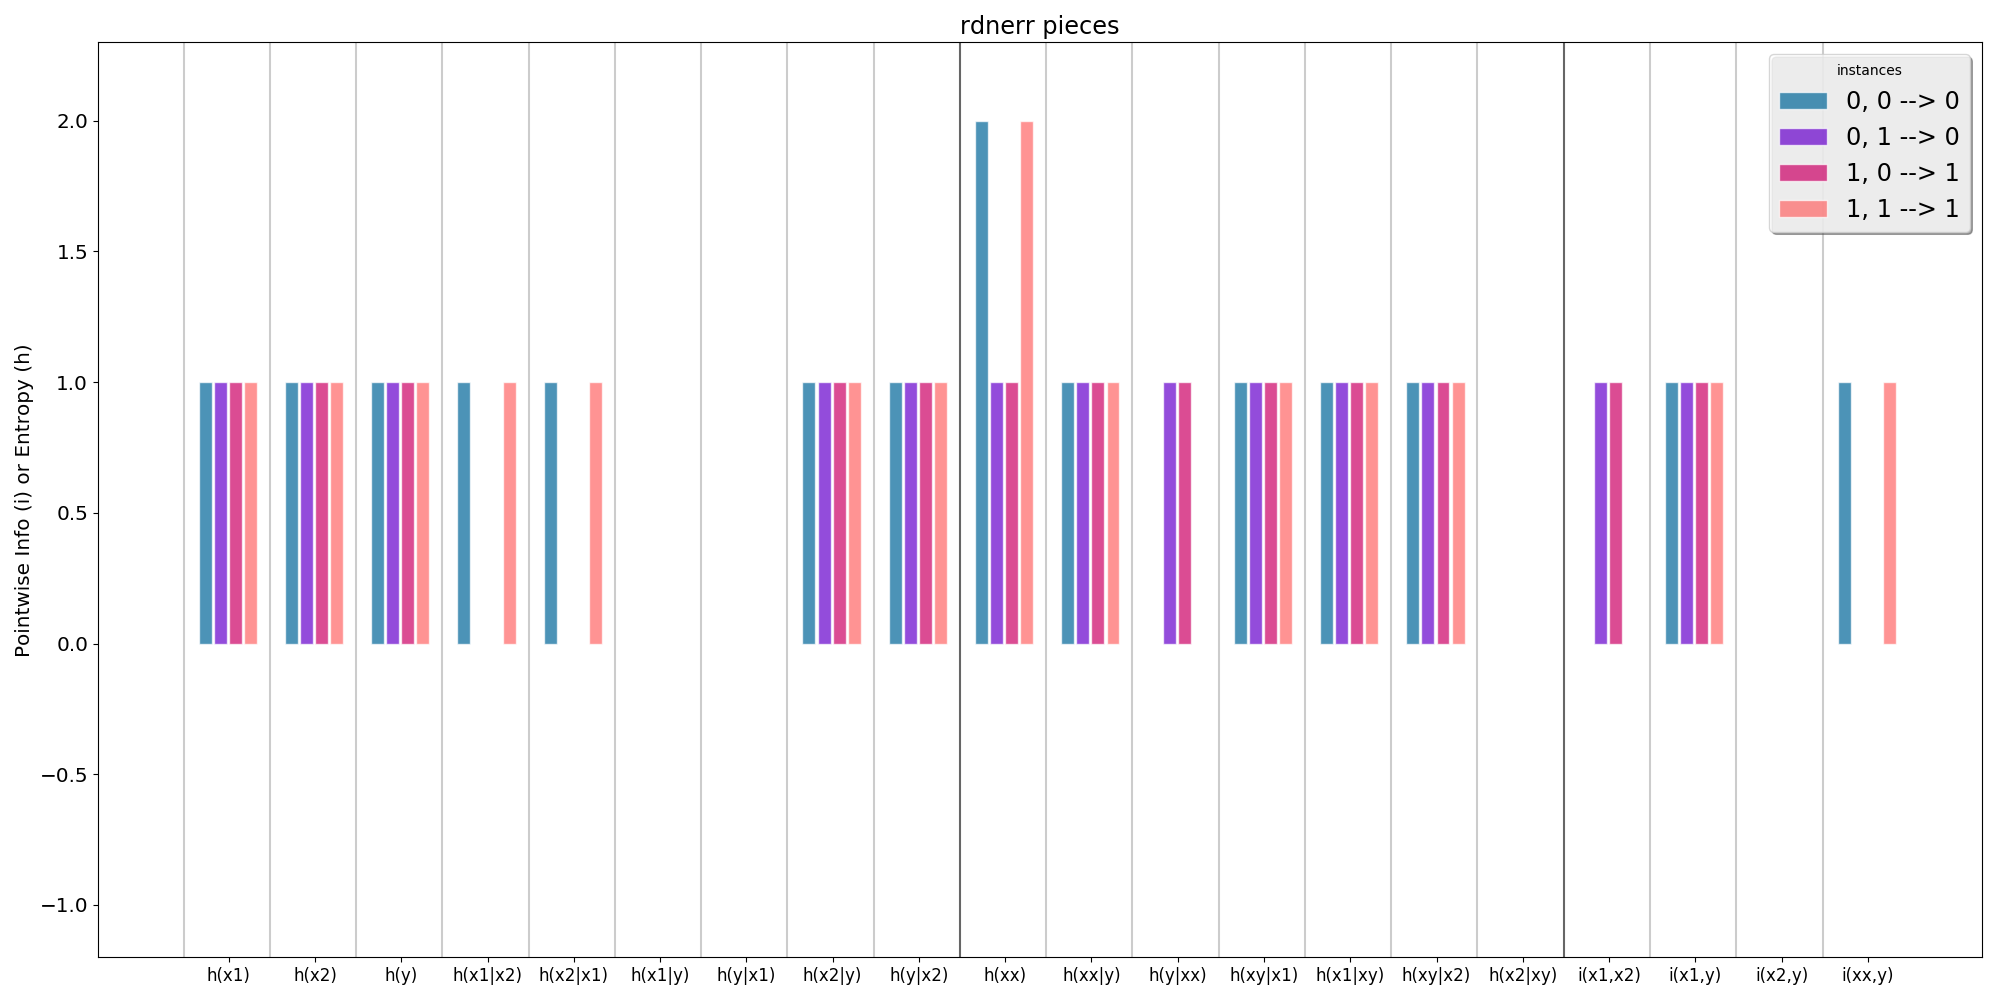 rdnerr pieces
instances
0, 0 --> 0
0, 1 --> 0
1, 0 --> 1
1, 1 --> 1
Pointwise Info (i) or Entropy (h)
2.0
1.5
1.0
0.5
0.0
−0.5
−1.0
h(x1) h(x2) h(y) h(x1|x2) h(x2|x1) h(x1|y) h(y|x1) h(x2|y) h(y|x2) h(xx) h(xx|y) h(y|xx) h(xy|x1) h(x1|xy) h(xy|x2) h(x2|xy) i(x1,x2) i(x1,y) i(x2,y) i(xx,y)